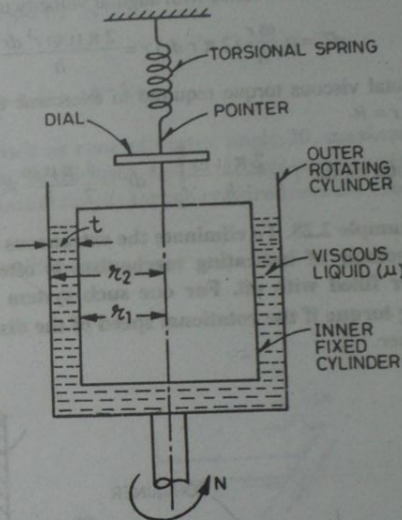 TORSIONAL SPRING
POINTER
DIAL
OUTER
ROTATING
CYLINDER
t
r2
VISCOUS
LIQUID (μ)
r1
INNER
FIXED
CYLINDER
N